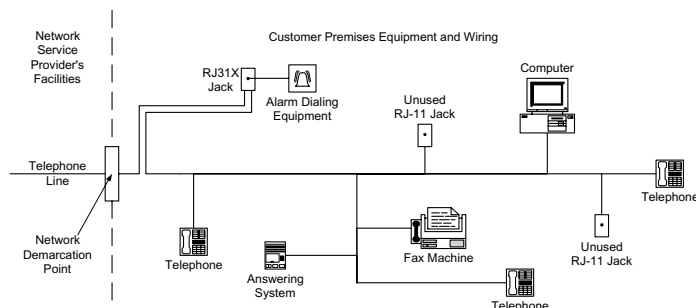 Network
Service
Provider's
Facilities
Customer Premises Equipment and Wiring
RJ31X
Jack
Alarm Dialing
Equipment
Unused
RJ-11 Jack
Computer
Telephone
Line
Network
Demarcation
Point
Telephone
Answering
System
Fax Machine
Telephone
Unused
RJ-11 Jack
Telephone